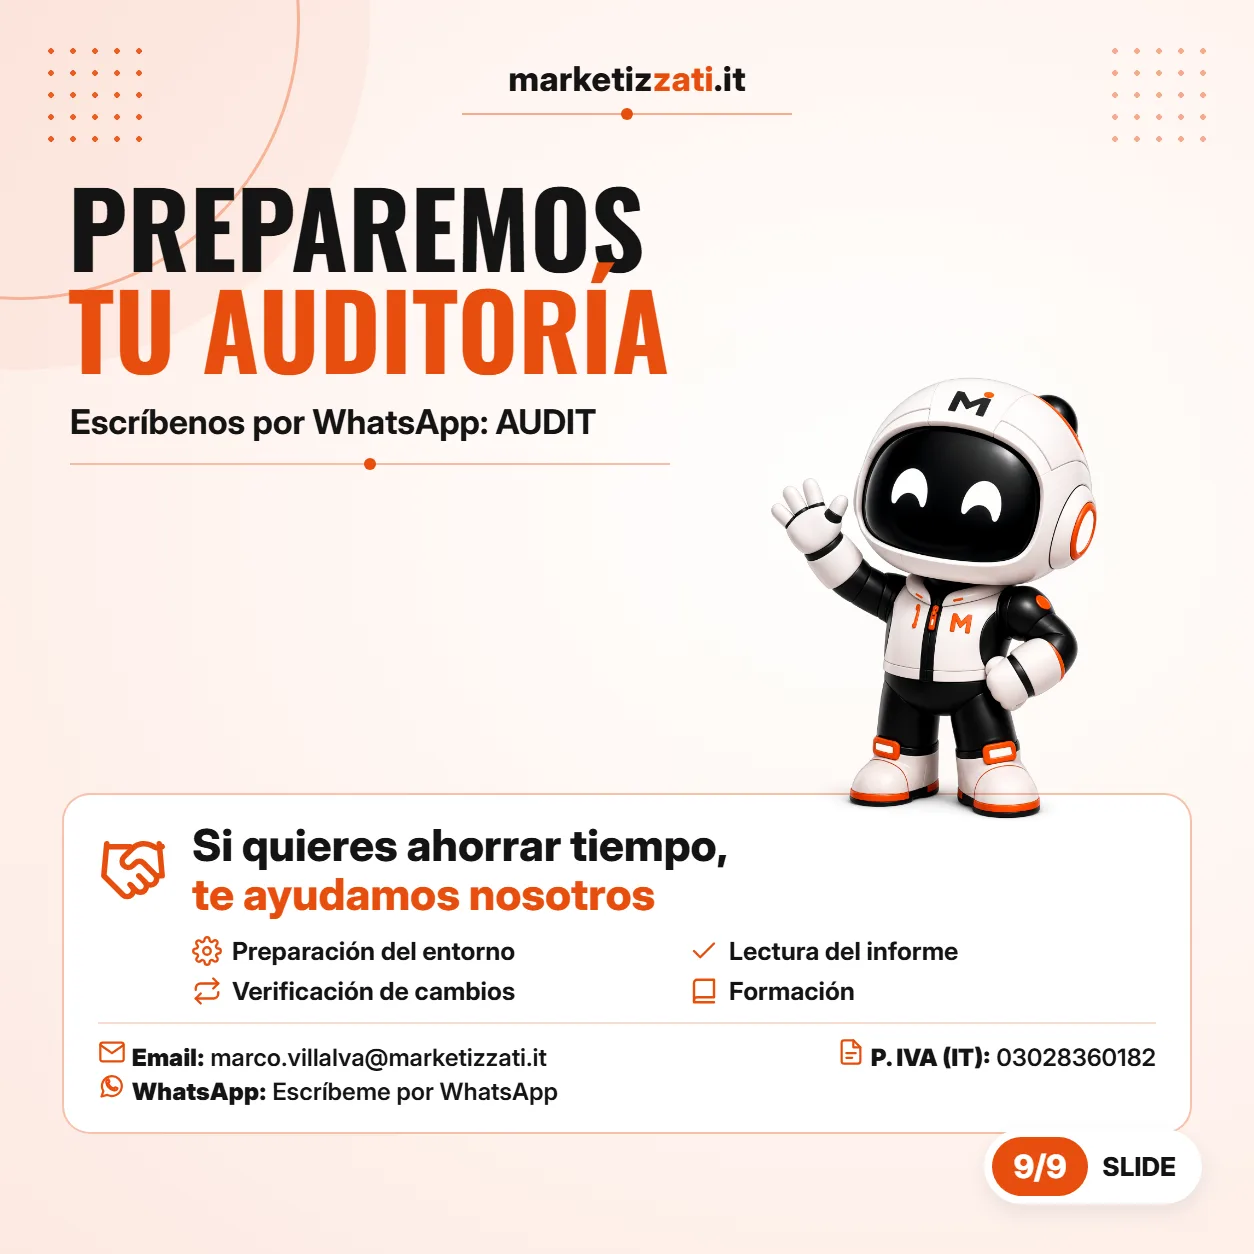 marketizzati.it
PREPAREMOS
TU AUDITORÍA
Escríbenos por WhatsApp: AUDIT
M
M
Si quieres ahorrar tiempo,
te ayudamos nosotros
Preparación del entorno
Lectura del informe
Verificación de cambios
Formación
Email: marco.villalva@marketizzati.it
P. IVA (IT): 03028360182
WhatsApp: Escríbeme por WhatsApp
9/9 SLIDE